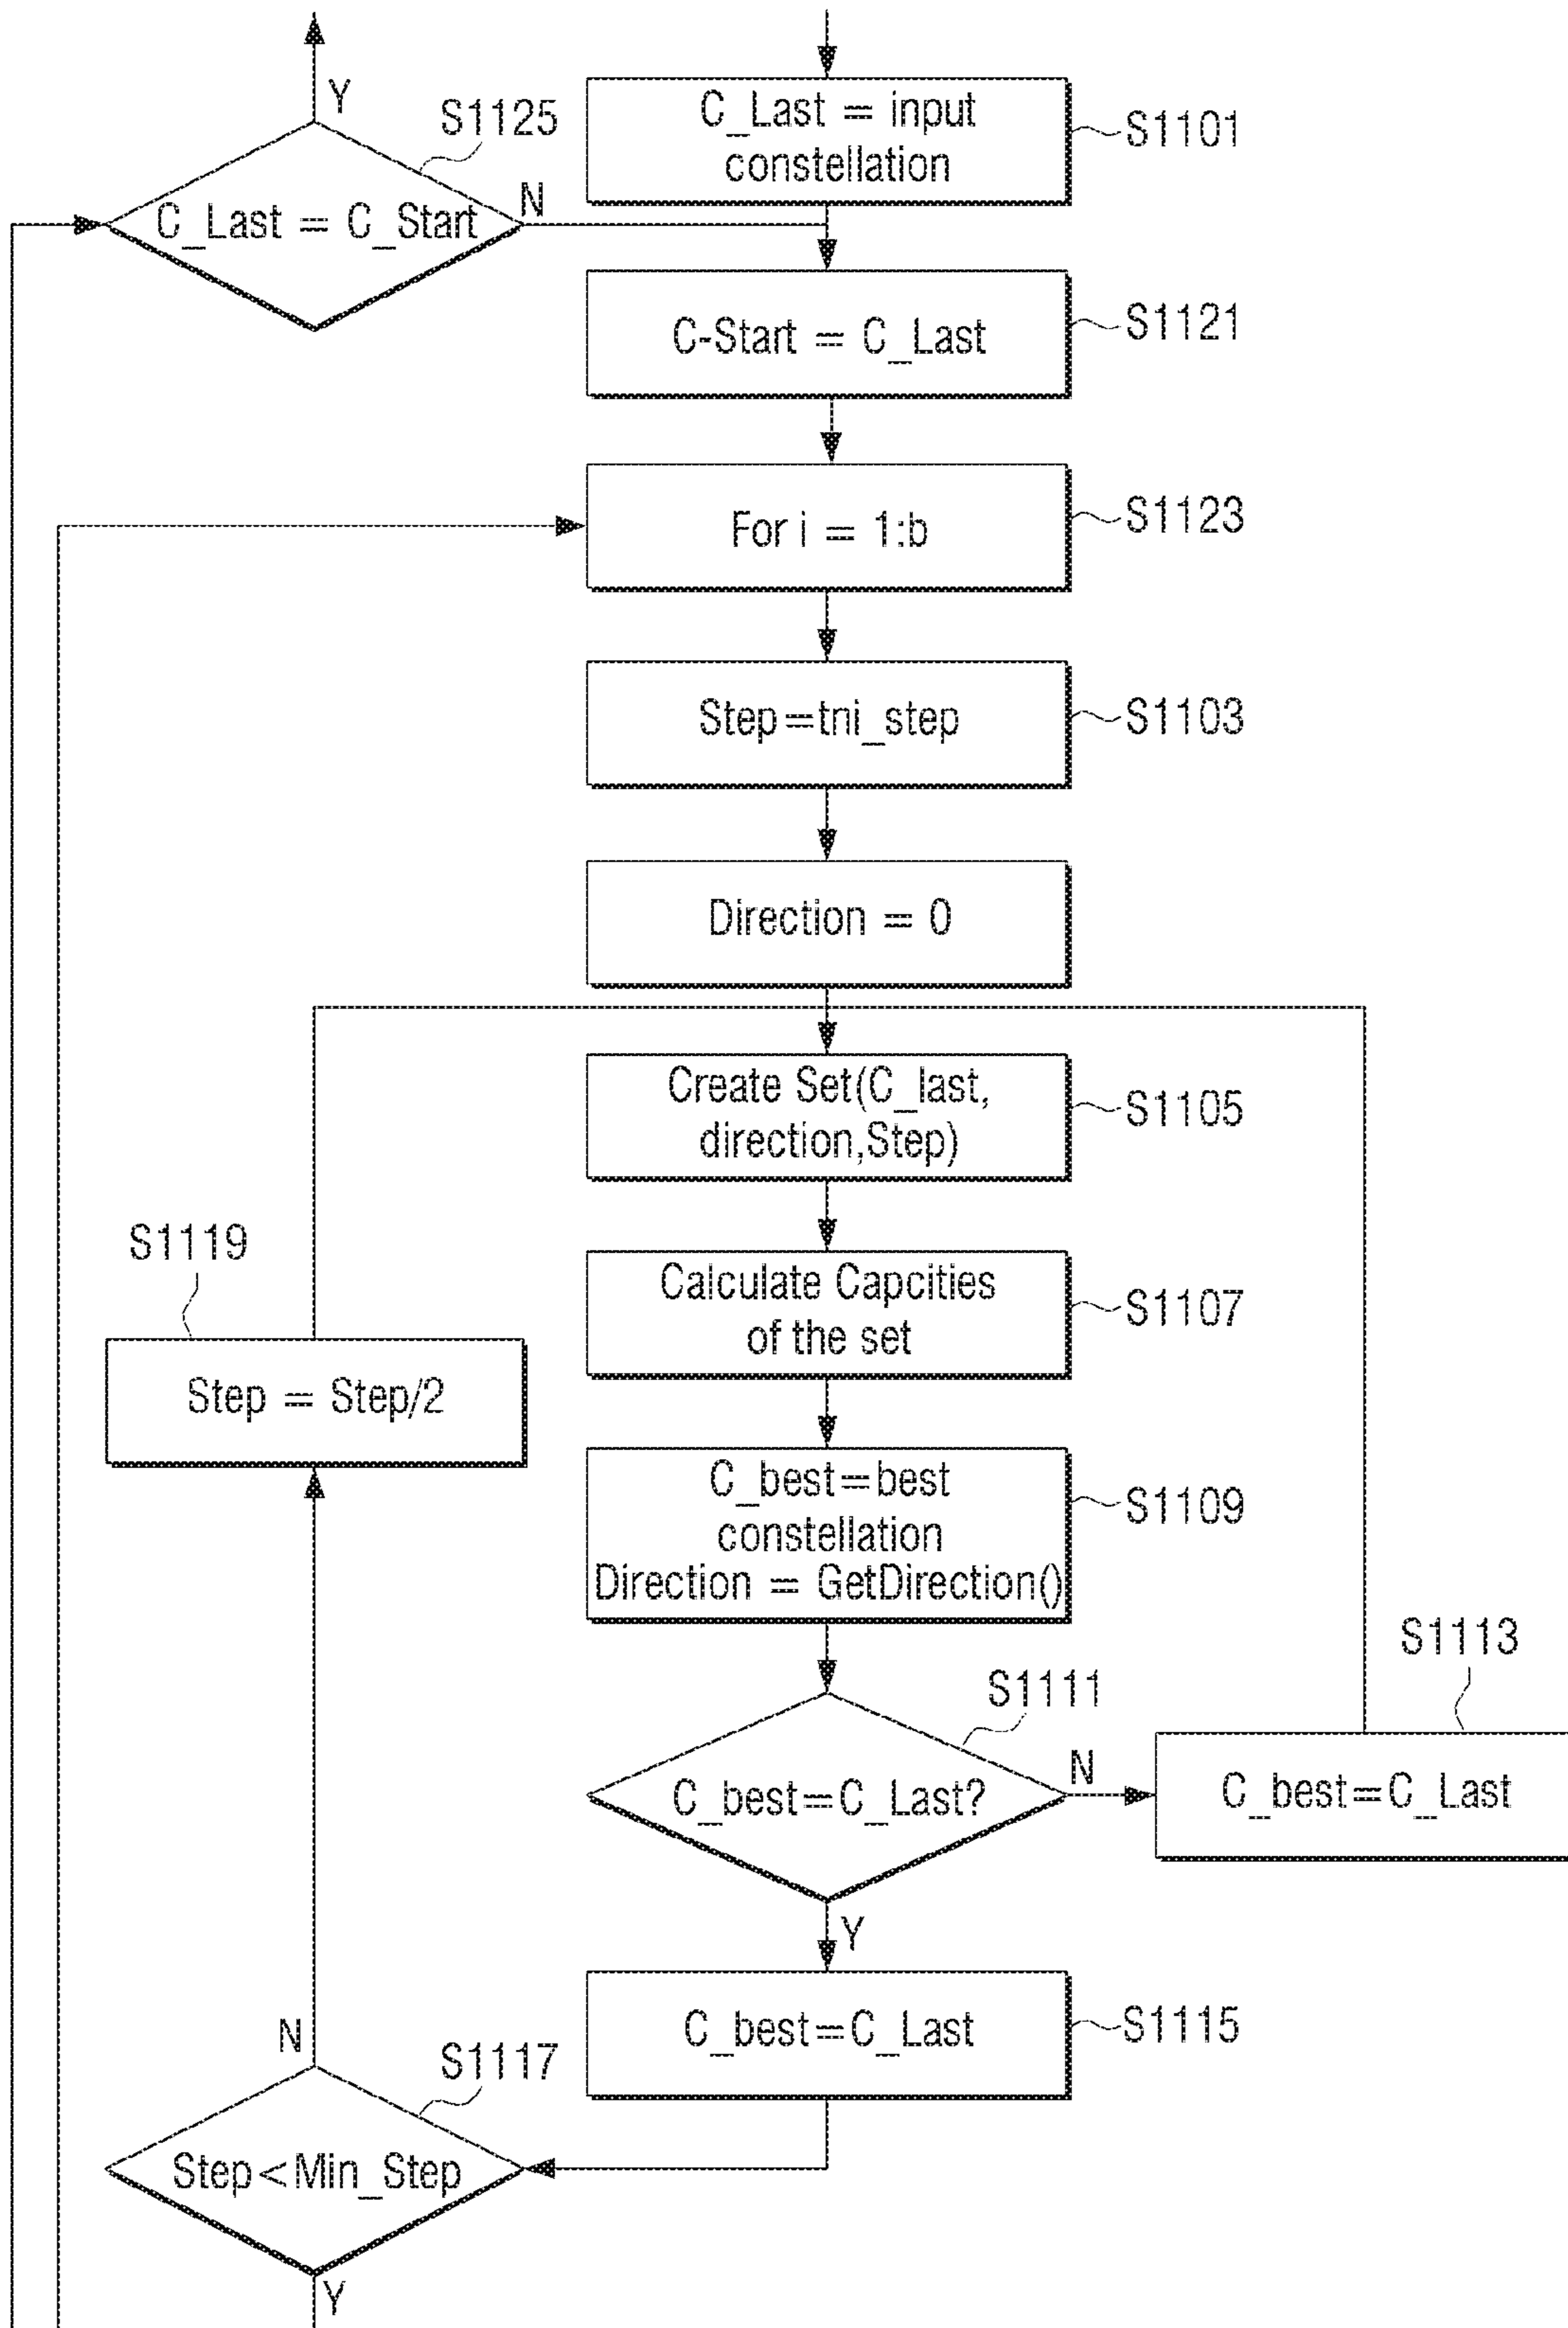 Y
S1125
C_Last = C_Start
N
C_Last = input
constellation
S1101
C-Start = C_Last
S1121
For i = 1:b
S1123
Step=tni_step
S1103
Direction = 0
Create Set(C_last,
direction,Step)
S1105
Calculate Capcities
of the set
S1107
S1119
Step = Step/2
C_best=best
constellation
Direction = GetDirection()
S1109
S1111
C_best=C_Last?
N
S1113
C_best=C_Last
Y
C_best=C_Last
S1115
N
S1117
Step<Min_Step
Y